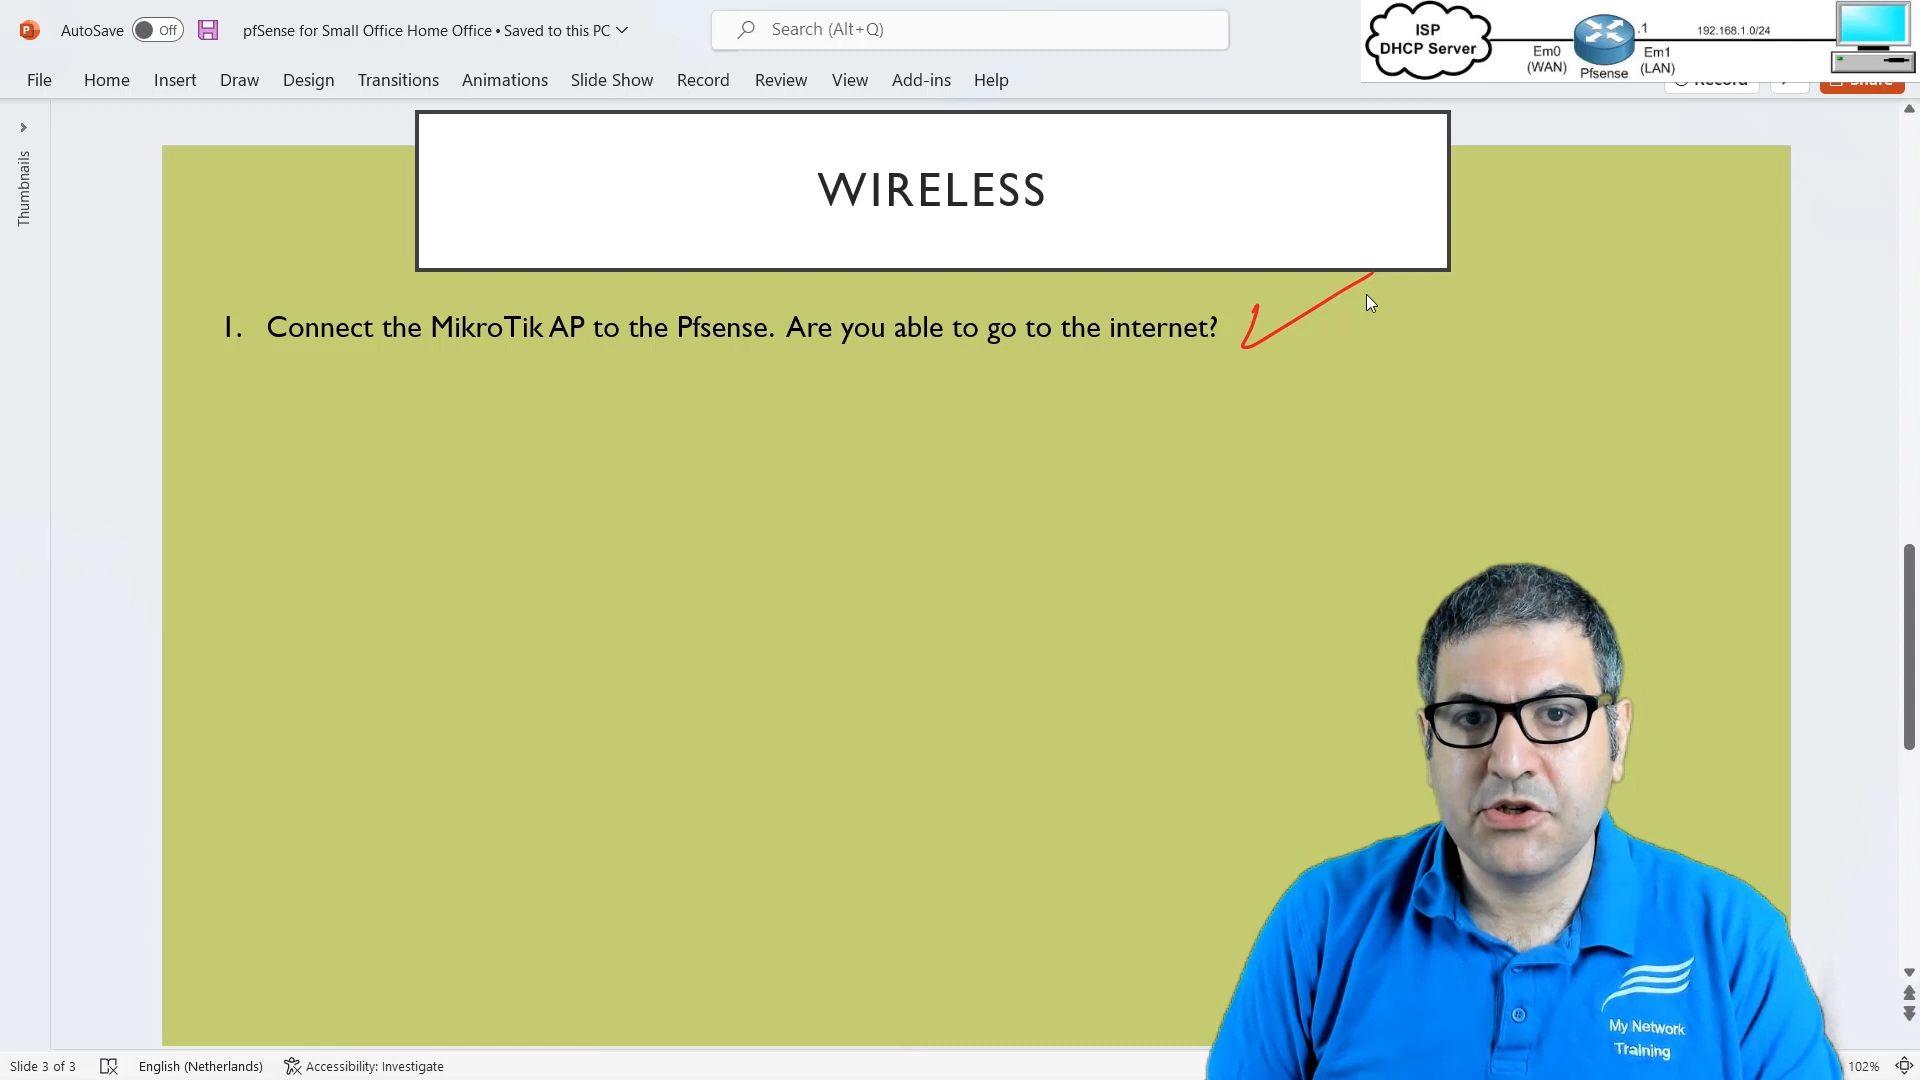 AutoSave
Off
pfSense for Small Office Home Office • Saved to this PC
Search (Alt+Q)
ISP
DHCP Server
Em0
(WAN)
.1
Pfsense
Em1
(LAN)
192.168.1.0/24
File
Home
Insert
Draw
Design
Transitions
Animations
Slide Show
Record
Review
View
Add-ins
Help
Record
Share
Thumbnails
WIRELESS
1. Connect the MikroTik AP to the Pfsense. Are you able to go to the internet?
My Network
Training
Slide 3 of 3
English (Netherlands)
Accessibility: Investigate
102%